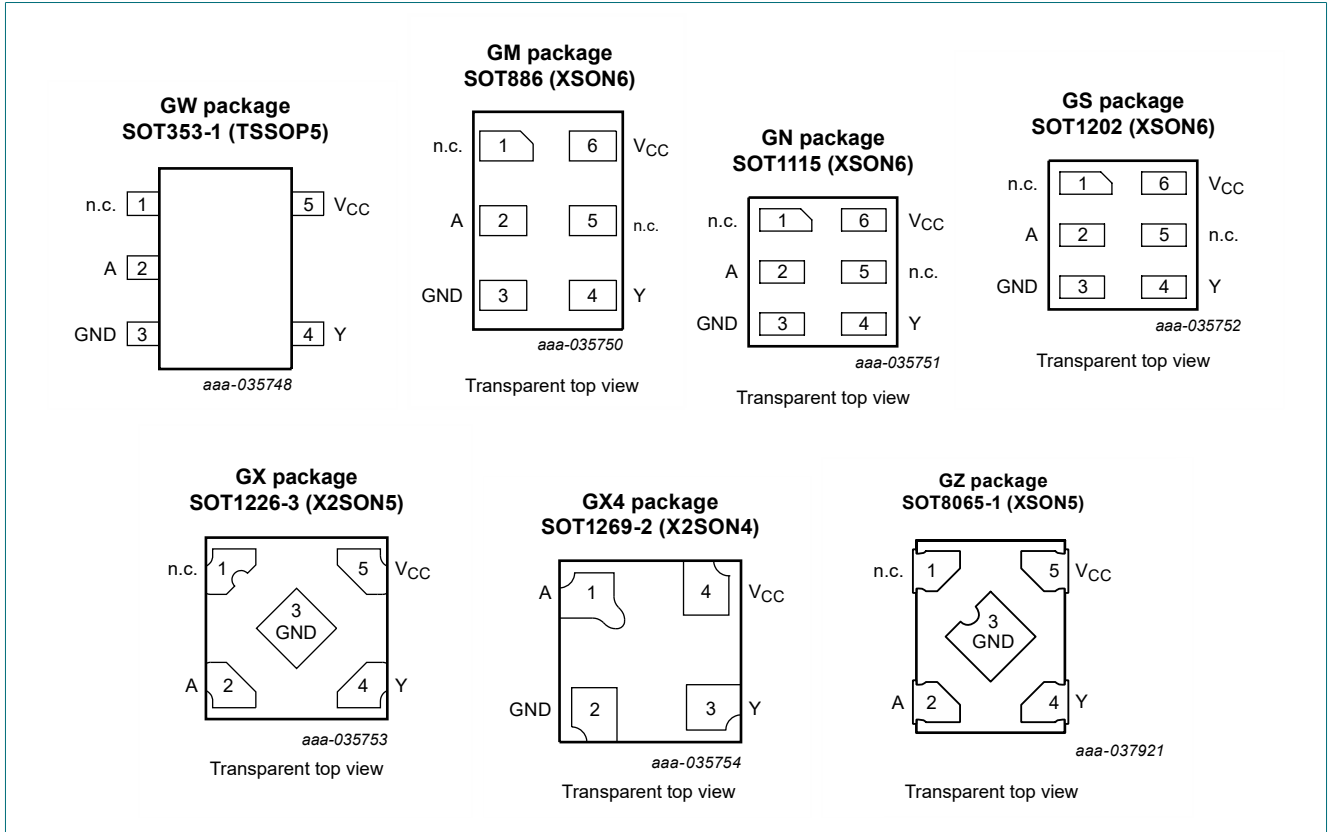 GW package
SOT353-1 (TSSOP5)
n.c. 1
5 VCC
A 2
GND 3
4 Y
aaa-035748
GM package
SOT886 (XSON6)
n.c. 1
6 VCC
A 2
5 n.c.
GND 3
4 Y
aaa-035750
Transparent top view
GN package
SOT1115 (XSON6)
n.c. 1
6 VCC
A 2
5 n.c.
GND 3
4 Y
aaa-035751
Transparent top view
GS package
SOT1202 (XSON6)
n.c. 1
6 VCC
A 2
5 n.c.
GND 3
4 Y
aaa-035752
Transparent top view
GX package
SOT1226-3 (X2SON5)
n.c. 1
5 VCC
3
GND
A 2
4 Y
aaa-035753
Transparent top view
GX4 package
SOT1269-2 (X2SON4)
A 1
4 VCC
GND 2
3 Y
aaa-035754
Transparent top view
GZ package
SOT8065-1 (XSON5)
n.c. 1
5 VCC
3
GND
A 2
4 Y
aaa-037921
Transparent top view